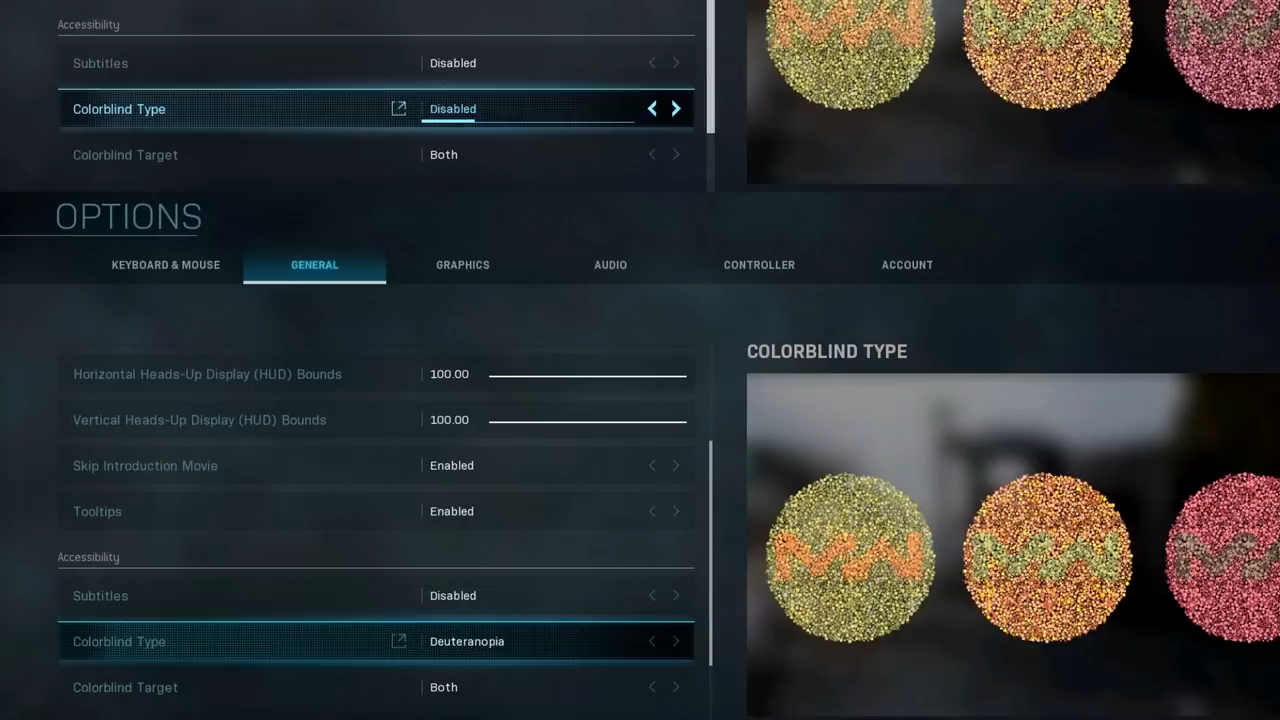 Accessibility
Subtitles Disabled
Colorblind Type Disabled
Colorblind Target Both
OPTIONS
KEYBOARD & MOUSE GENERAL GRAPHICS AUDIO CONTROLLER ACCOUNT
COLORBLIND TYPE
Horizontal Heads-Up Display (HUD) Bounds 100.00
Vertical Heads-Up Display (HUD) Bounds 100.00
Skip Introduction Movie Enabled
Tooltips Enabled
MW MW
Accessibility
Subtitles Disabled
Colorblind Type Deuteranopia
Colorblind Target Both